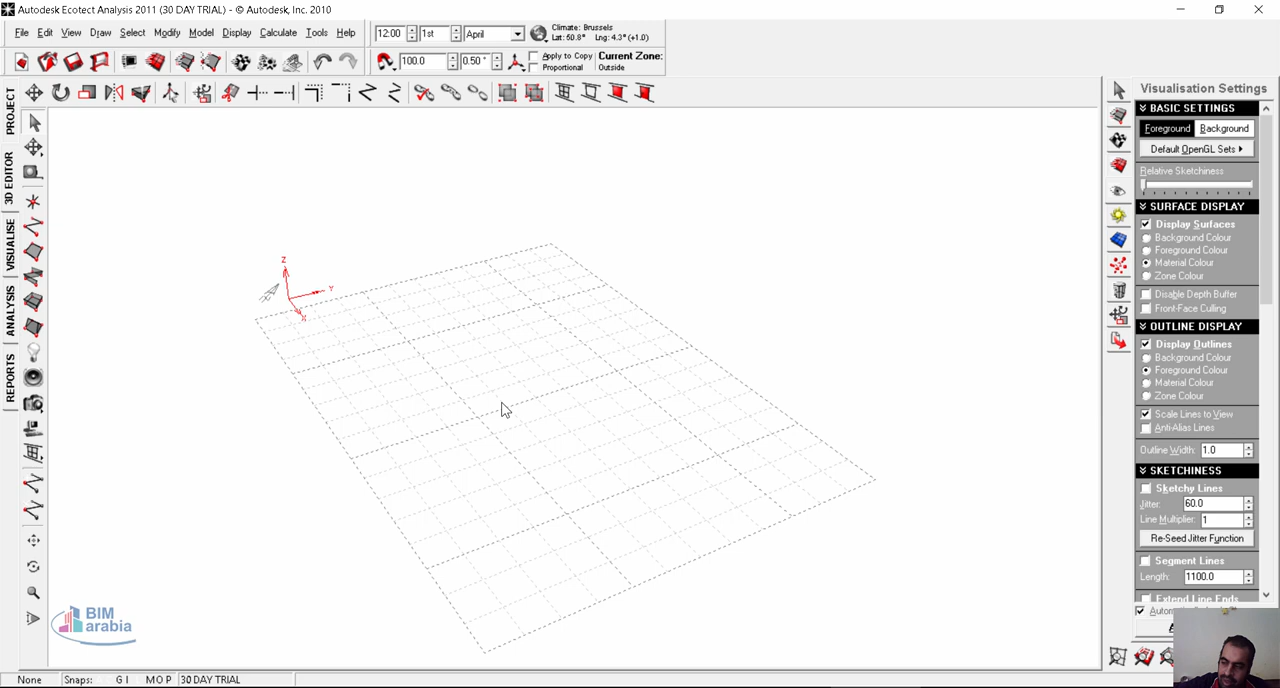 Autodesk Ecotect Analysis 2011 (30 DAY TRIAL) - © Autodesk, Inc. 2010
File Edit View Draw Select Modify Model Display Calculate Tools Help
12:00 1st April
Climate: Brussels
Lat: 50.8° Lng: 4.3° (+1.0)
100.0 0.50 °
Apply to Copy
Proportional
Current Zone:
Outside
PROJECT
3D EDITOR
VISUALISE
ANALYSIS
REPORTS
Z
Y
X
Visualisation Settings
BASIC SETTINGS
Foreground Background
Default OpenGL Sets
Relative Sketchiness
SURFACE DISPLAY
Display Surfaces
Background Colour
Foreground Colour
Material Colour
Zone Colour
Disable Depth Buffer
Front-Face Culling
OUTLINE DISPLAY
Display Outlines
Background Colour
Foreground Colour
Material Colour
Zone Colour
Scale Lines to View
Anti-Alias Lines
Outline Width: 1.0
SKETCHINESS
Sketchy Lines
Jitter: 60.0
Line Multiplier: 1
Re-Seed Jitter Function
Segment Lines
Length: 1100.0
Extend Line Ends
BIM
arabia
None Snaps: G I M O P 30 DAY TRIAL